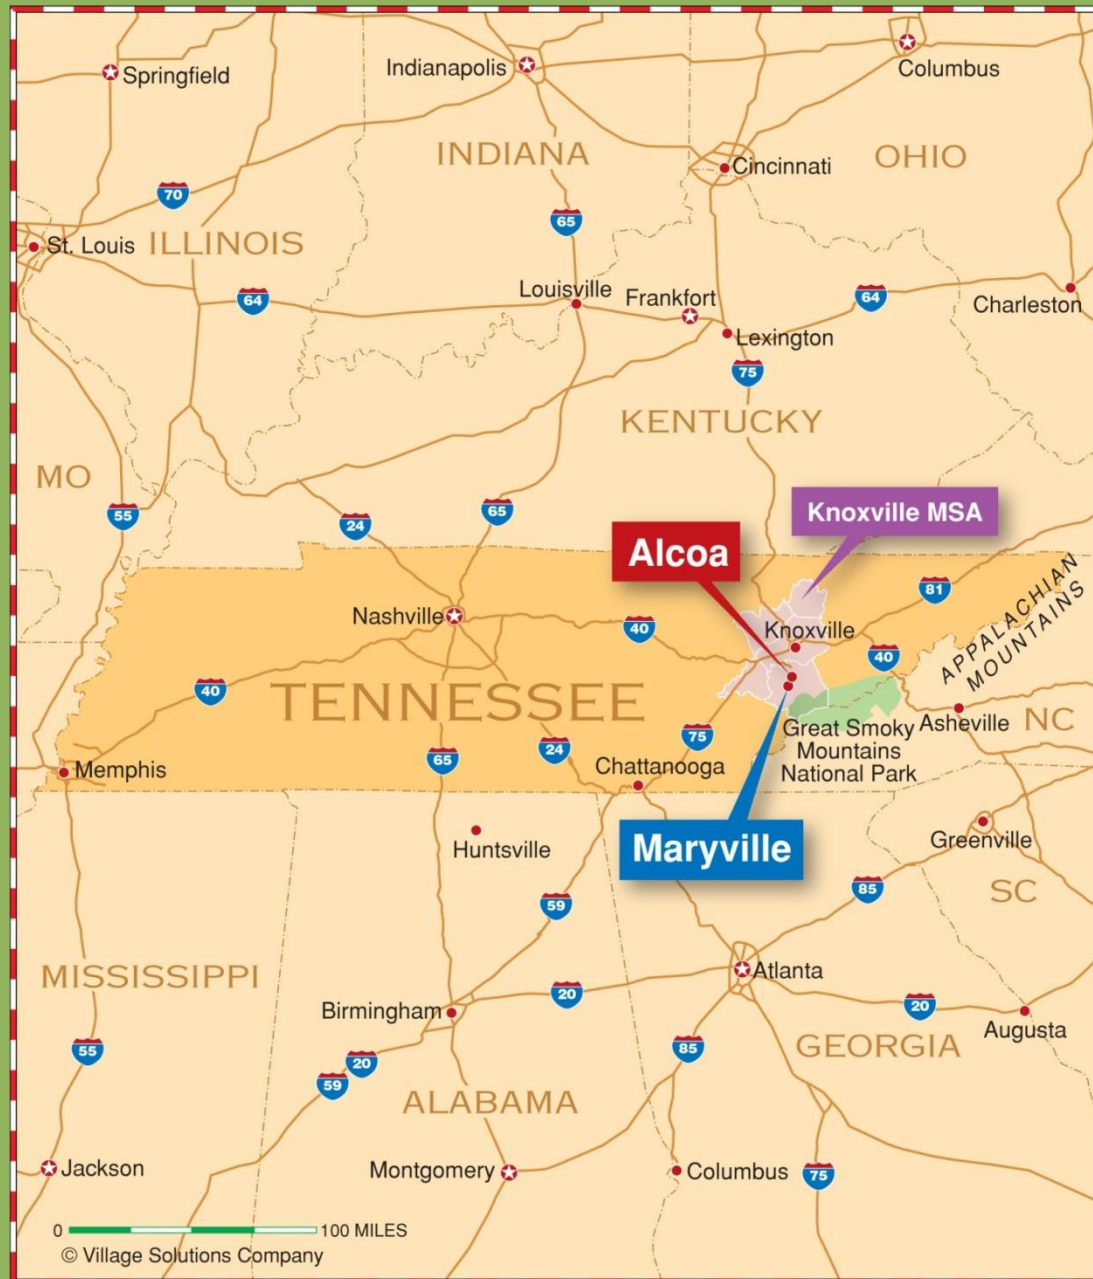 Springfield
Indianapolis
Columbus
INDIANA
OHIO
Cincinnati
70
65
St. Louis
ILLINOIS
64
Louisville
Frankfort
64
Charleston
Lexington
75
KENTUCKY
MO
55
24
65
Knoxville MSA
Alcoa
81
APPALACHIAN
MOUNTAINS
Nashville
40
Knoxville
40
40
TENNESSEE
Great Smoky
Mountains
National Park
Asheville
NC
65
24
75
Memphis
Chattanooga
Huntsville
Maryville
Greenville
SC
59
85
MISSISSIPPI
Atlanta
20
20
Birmingham
Augusta
55
20
59
85
GEORGIA
ALABAMA
Jackson
Montgomery
Columbus
75
0
100 MILES
© Village Solutions Company